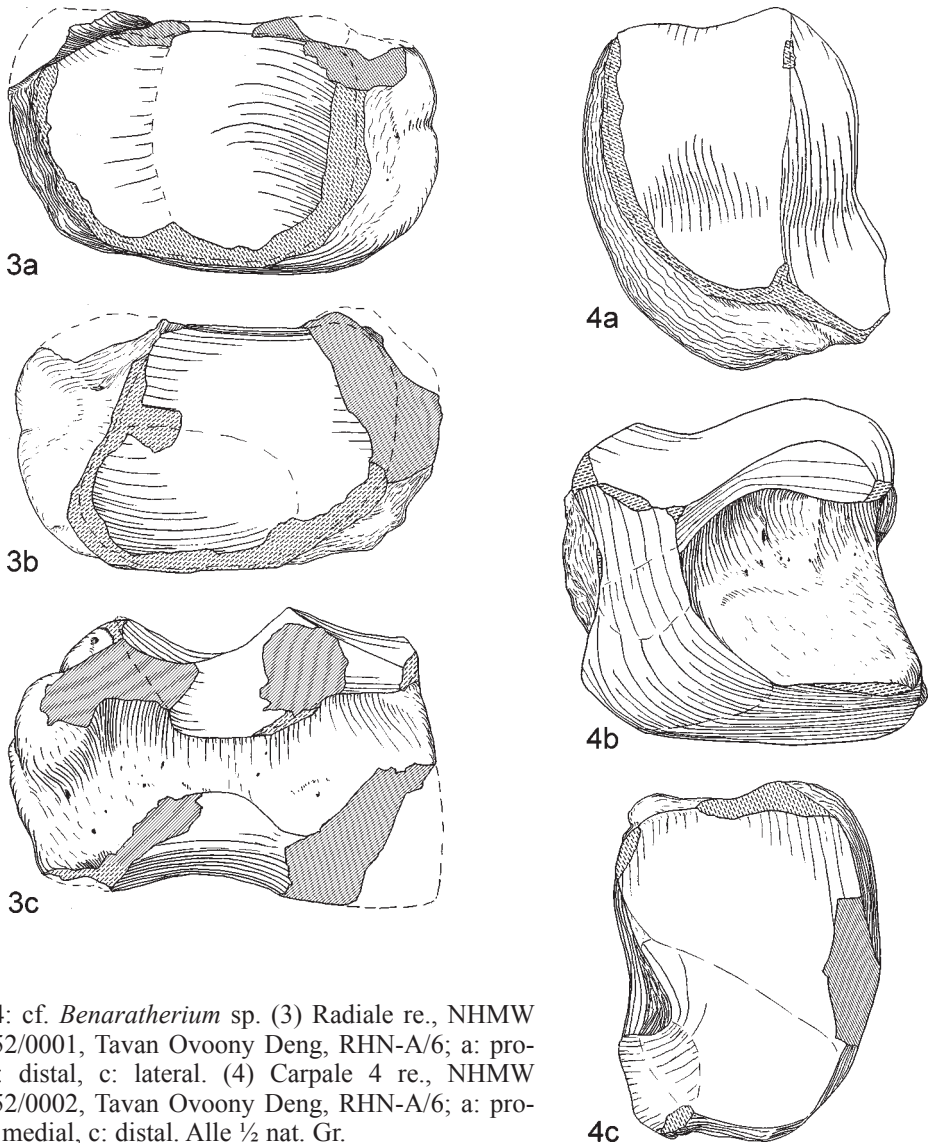 3a
3b
3c
4a
4b
4c
4: cf. Benaratherium sp. (3) Radiale re., NHMW
52/0001, Tavan Ovoony Deng, RHN-A/6; a: pro-
: distal, c: lateral. (4) Carpale 4 re., NHMW
52/0002, Tavan Ovoony Deng, RHN-A/6; a: pro-
medial, c: distal. Alle ½ nat. Gr.